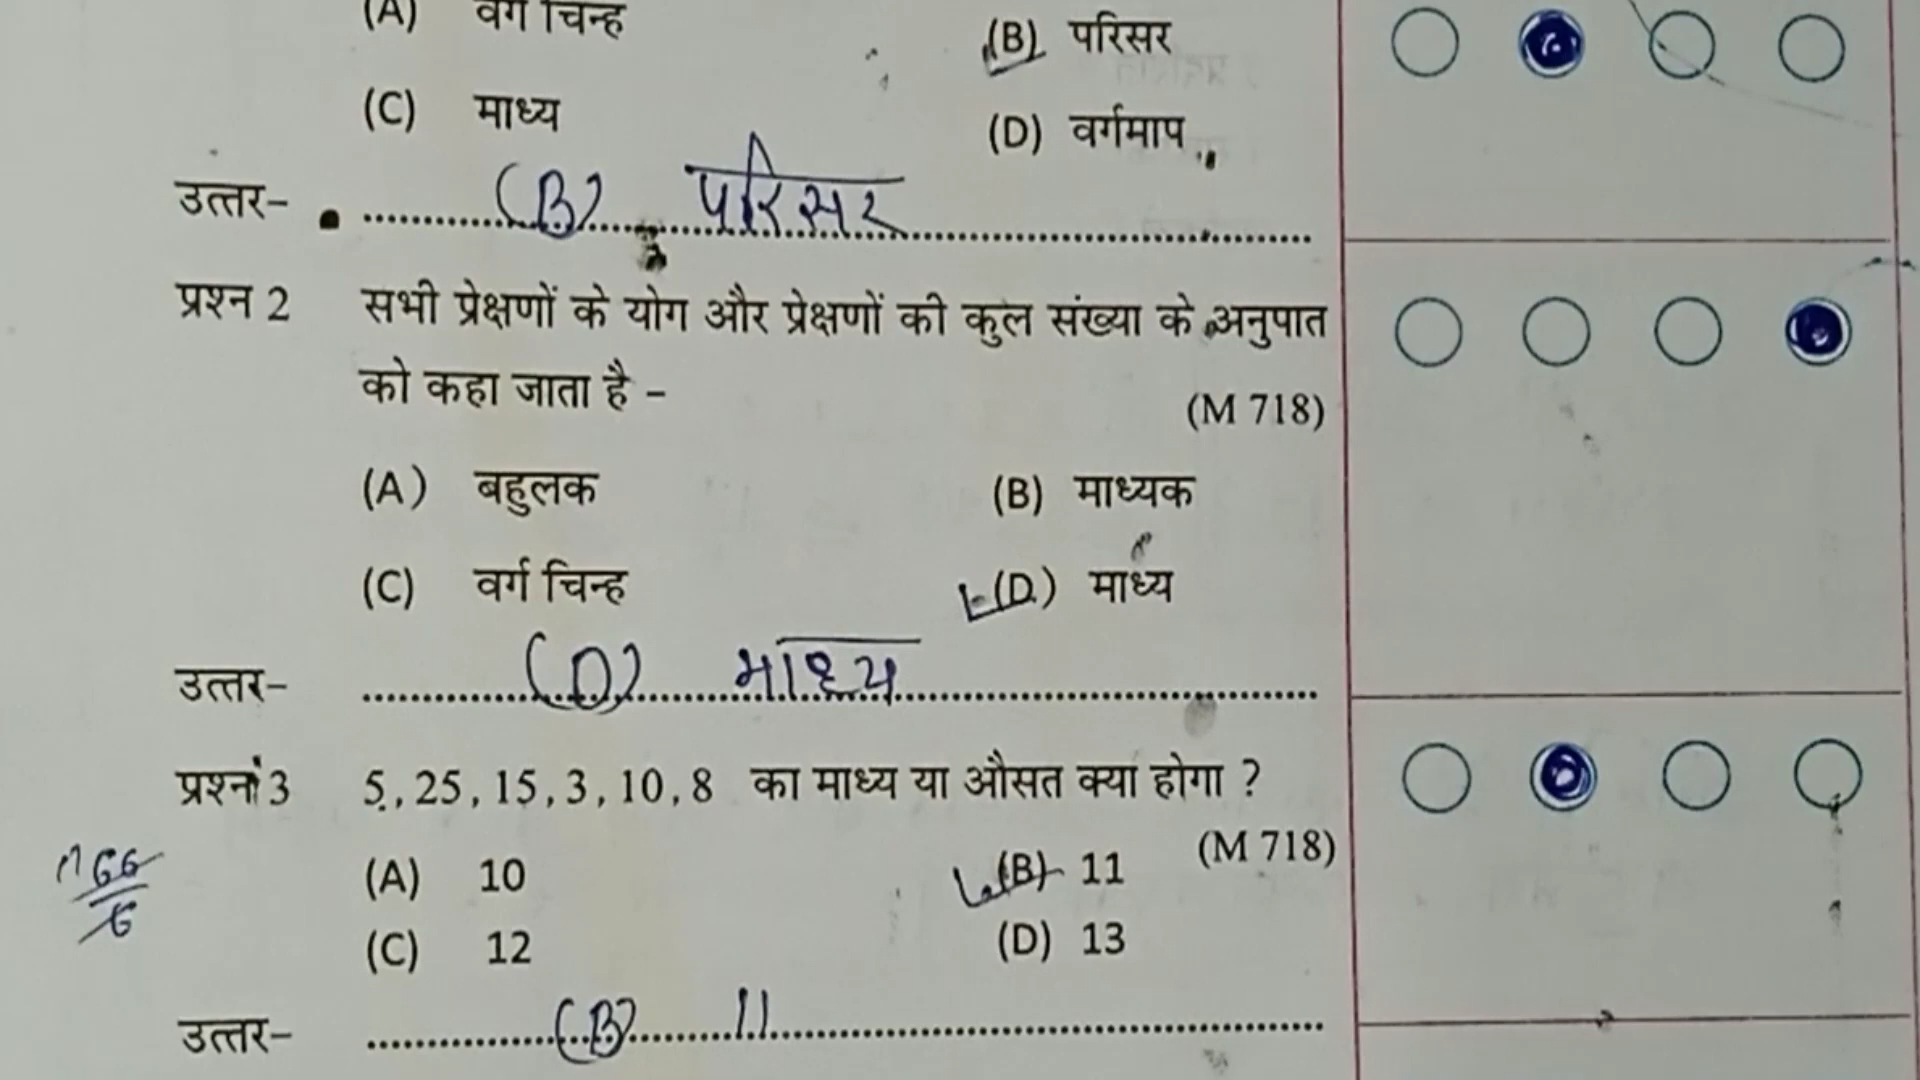 (A) वर्ग चिन्ह (B) परिसर
(C) माध्य (D) वर्गमाप
उत्तर- (B) परिसर
प्रश्न 2 सभी प्रेक्षणों के योग और प्रेक्षणों की कुल संख्या के अनुपात
को कहा जाता है -
(M 718)
(A) बहुलक (B) माध्यक
(C) वर्ग चिन्ह (D) माध्य
उत्तर- (D) माध्य
प्रश्न 3 5, 25, 15, 3, 10, 8 का माध्य या औसत क्या होगा ?
(M 718)
66
6
(A) 10 (B) 11
(C) 12 (D) 13
उत्तर- (B) 11